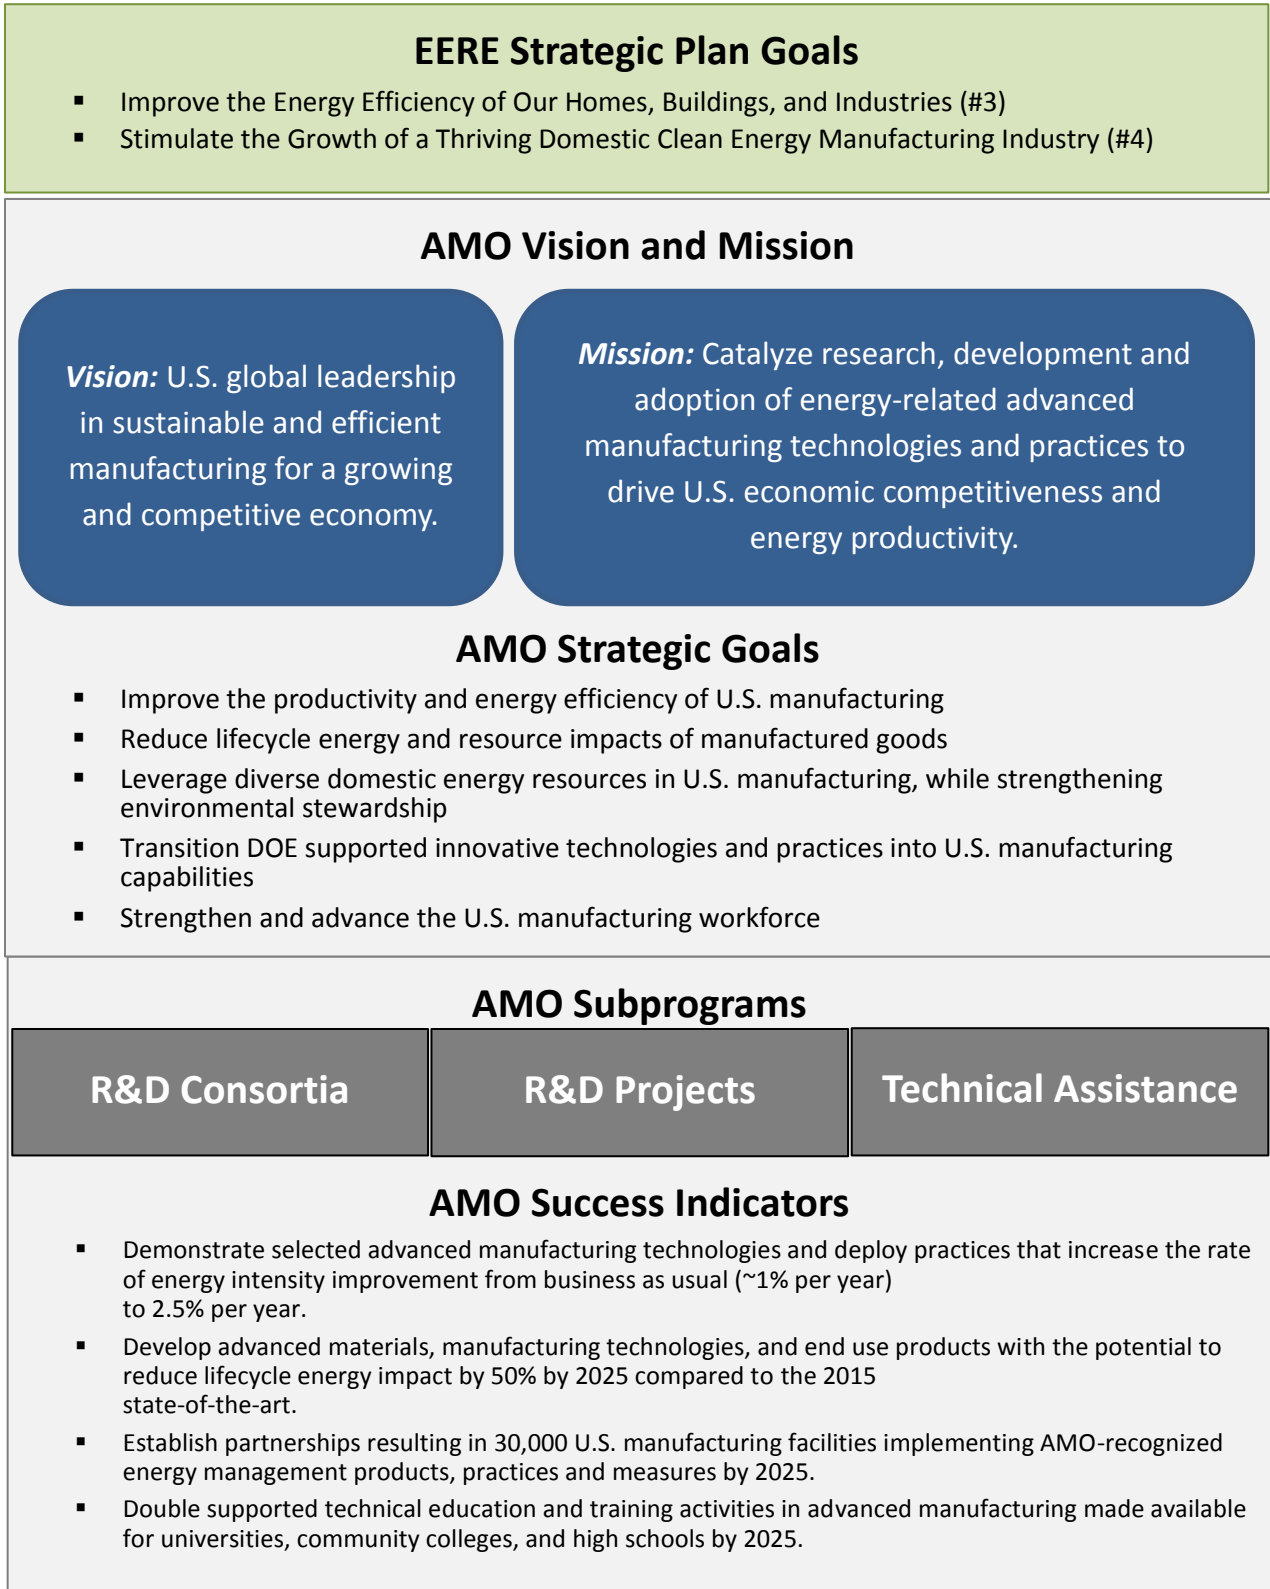 EERE Strategic Plan Goals
▪ Improve the Energy Efficiency of Our Homes, Buildings, and Industries (#3)
▪ Stimulate the Growth of a Thriving Domestic Clean Energy Manufacturing Industry (#4)
AMO Vision and Mission
Vision: U.S. global leadership
in sustainable and efficient
manufacturing for a growing
and competitive economy.
Mission: Catalyze research, development and
adoption of energy-related advanced
manufacturing technologies and practices to
drive U.S. economic competitiveness and
energy productivity.
AMO Strategic Goals
▪ Improve the productivity and energy efficiency of U.S. manufacturing
▪ Reduce lifecycle energy and resource impacts of manufactured goods
▪ Leverage diverse domestic energy resources in U.S. manufacturing, while strengthening
environmental stewardship
▪ Transition DOE supported innovative technologies and practices into U.S. manufacturing
capabilities
▪ Strengthen and advance the U.S. manufacturing workforce
AMO Subprograms
R&D Consortia
R&D Projects
Technical Assistance
AMO Success Indicators
▪ Demonstrate selected advanced manufacturing technologies and deploy practices that increase the rate
of energy intensity improvement from business as usual (~1% per year)
to 2.5% per year.
▪ Develop advanced materials, manufacturing technologies, and end use products with the potential to
reduce lifecycle energy impact by 50% by 2025 compared to the 2015
state-of-the-art.
▪ Establish partnerships resulting in 30,000 U.S. manufacturing facilities implementing AMO-recognized
energy management products, practices and measures by 2025.
▪ Double supported technical education and training activities in advanced manufacturing made available
for universities, community colleges, and high schools by 2025.